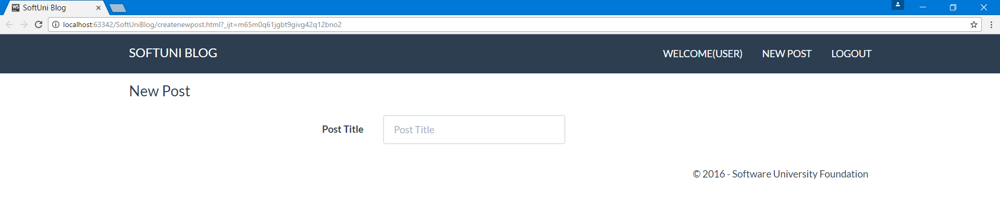 WS SoftUni Blog
localhost:63342/SoftUniBlog/createnewpost.html?_ijt=m65m0q61jgbt9givg42q12bno2
SOFTUNI BLOG WELCOME(USER) NEW POST LOGOUT
New Post
Post Title Post Title
© 2016 - Software University Foundation